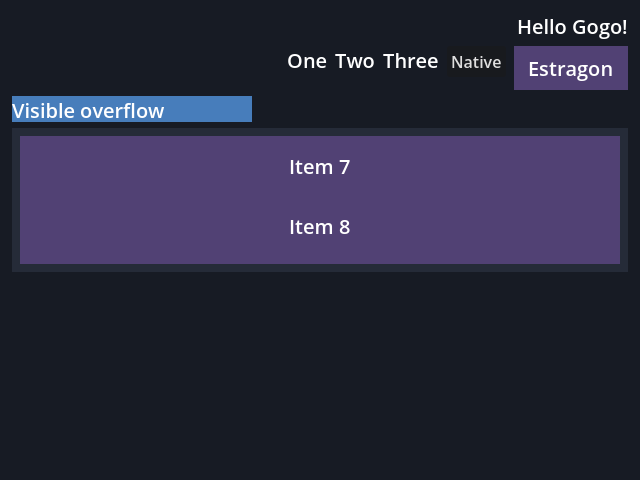 Hello Gogo!
One Two Three Native Estragon
Visible overflow
Item 7
Item 8